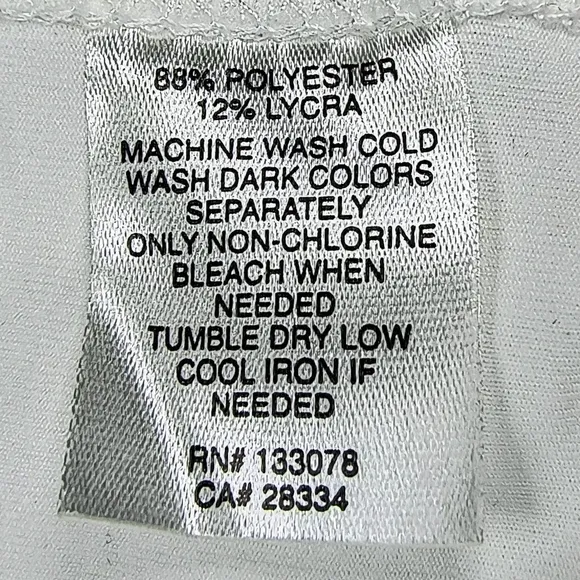 88% POLYESTER
12% LYCRA
MACHINE WASH COLD
WASH DARK COLORS
SEPARATELY
ONLY NON-CHLORINE
BLEACH WHEN
NEEDED
TUMBLE DRY LOW
COOL IRON IF
NEEDED
RN# 133078
CA# 28334